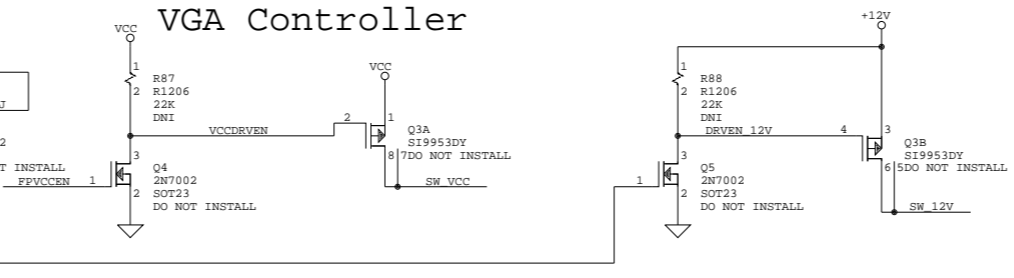 VGA Controller
VCC
1
R87
2 R1206
22K
DNI
VCCDRVEN
3
Q4
2N7002
SOT23
DO NOT INSTALL
1
2
FPVCCEN
T INSTALL
2
J
VCC
2
1
Q3A
SI9953DY
8 7DO NOT INSTALL
SW_VCC
+12V
1
R88
2 R1206
22K
DNI
DRVEN_12V
3
Q5
2N7002
SOT23
DO NOT INSTALL
1
2
4
3
Q3B
SI9953DY
6 5DO NOT INSTALL
SW_12V